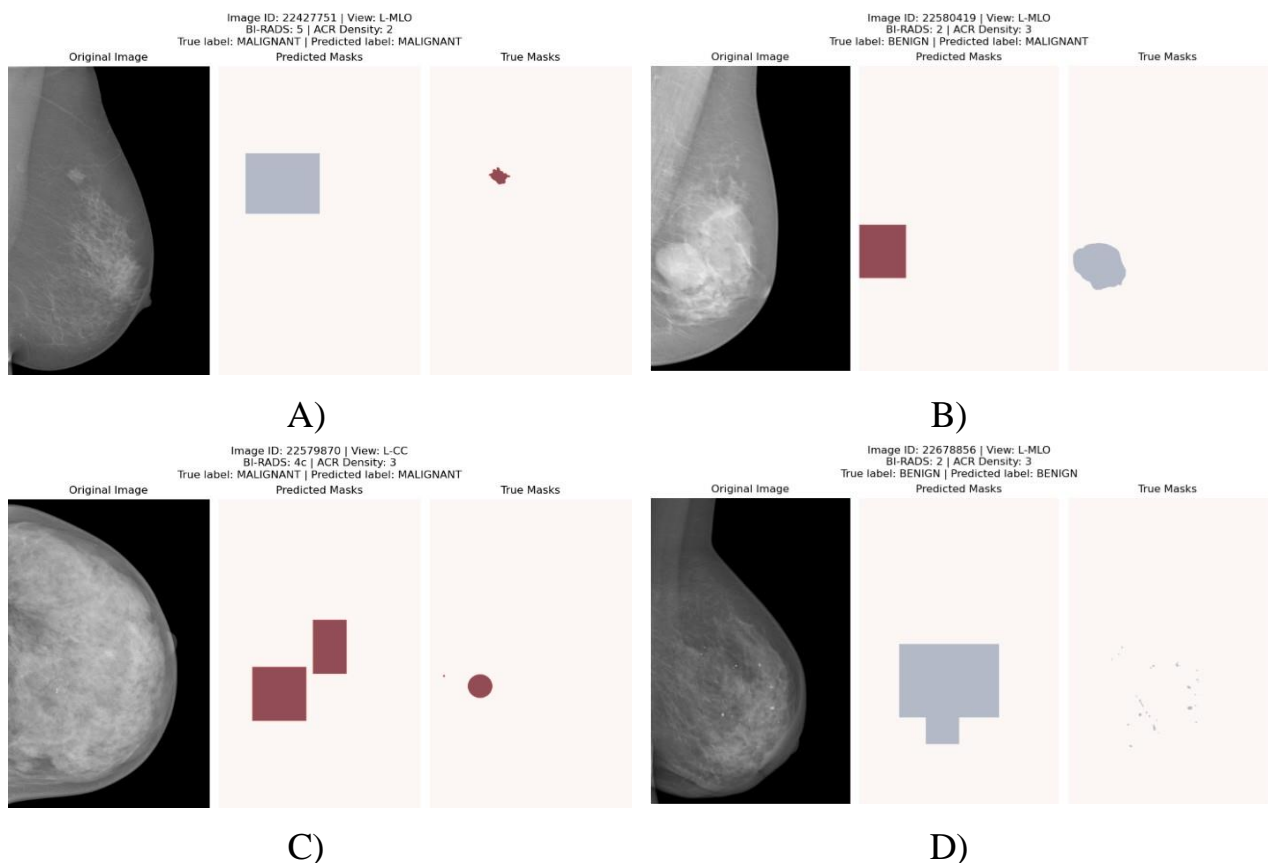 Image ID: 22427751 | View: L-MLO
BI-RADS: 5 | ACR Density: 2
True label: MALIGNANT | Predicted label: MALIGNANT
Original Image Predicted Masks True Masks
A)
Image ID: 22580419 | View: L-MLO
BI-RADS: 2 | ACR Density: 3
True label: BENIGN | Predicted label: MALIGNANT
Original Image Predicted Masks True Masks
B)
Image ID: 22579870 | View: L-CC
BI-RADS: 4c | ACR Density: 3
True label: MALIGNANT | Predicted label: MALIGNANT
Original Image Predicted Masks True Masks
C)
Image ID: 22678856 | View: L-MLO
BI-RADS: 2 | ACR Density: 3
True label: BENIGN | Predicted label: BENIGN
Original Image Predicted Masks True Masks
D)